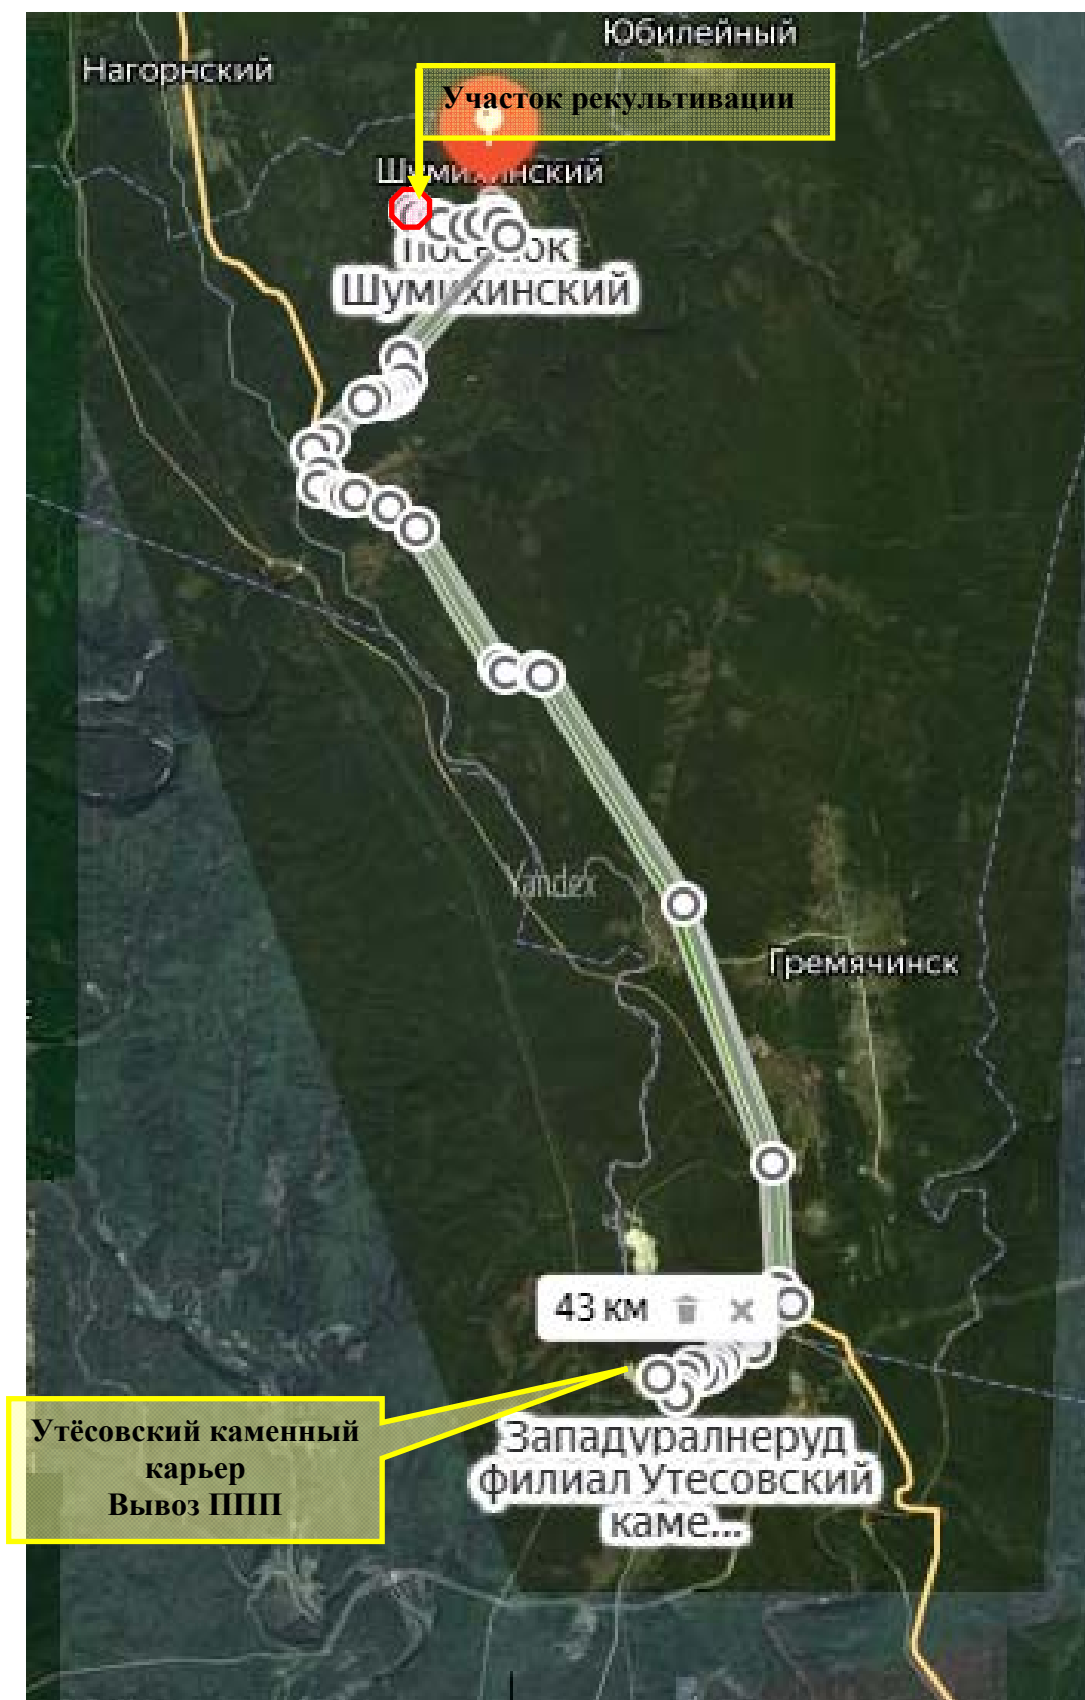 Юбилейный
Нагорнский
Участок рекультивации
Шумихинский
поселок
Шумихинский
Yandex
Гремячинск
43 км
Утёсовский каменный
карьер
Вывоз ППП
Западуралнеруд
филиал Утесовский
каме...